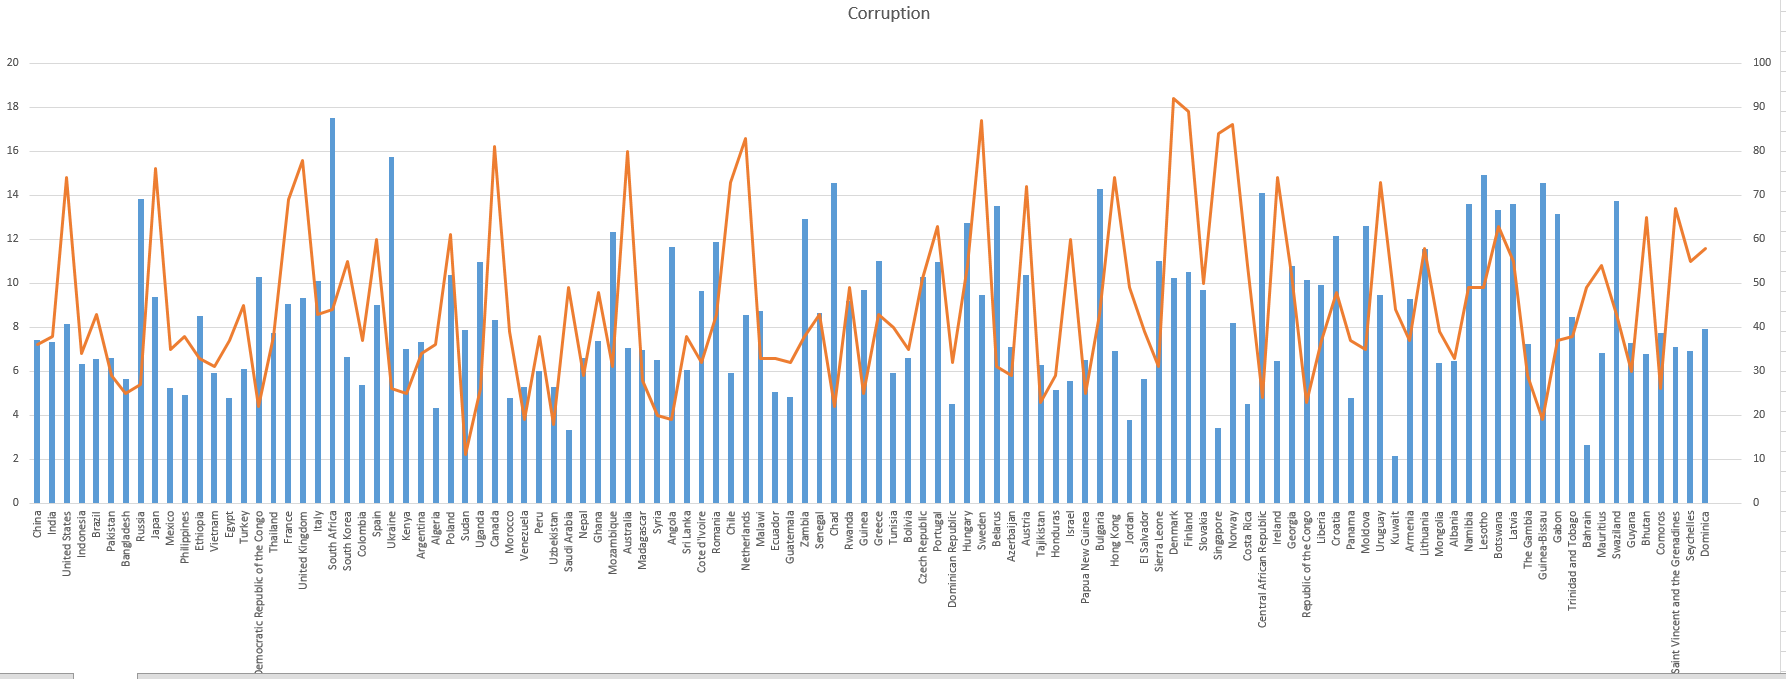 Corruption
20
18
16
14
12
10
8
6
4
2
0
100
90
80
70
60
50
40
30
20
10
0
China
India
United States
Indonesia
Brazil
Pakistan
Bangladesh
Russia
Japan
Mexico
Philippines
Ethiopia
Vietnam
Egypt
Turkey
Democratic Republic of the Congo
Thailand
France
United Kingdom
Italy
South Africa
South Korea
Colombia
Spain
Ukraine
Kenya
Argentina
Algeria
Poland
Sudan
Uganda
Canada
Morocco
Venezuela
Peru
Uzbekistan
Saudi Arabia
Nepal
Ghana
Mozambique
Australia
Madagascar
Syria
Angola
Sri Lanka
Cote d'Ivoire
Romania
Chile
Netherlands
Malawi
Ecuador
Guatemala
Zambia
Senegal
Chad
Rwanda
Guinea
Greece
Tunisia
Bolivia
Czech Republic
Portugal
Dominican Republic
Hungary
Sweden
Belarus
Azerbaijan
Austria
Tajikistan
Honduras
Israel
Papua New Guinea
Bulgaria
Hong Kong
Jordan
El Salvador
Sierra Leone
Denmark
Finland
Slovakia
Singapore
Norway
Costa Rica
Central African Republic
Ireland
Georgia
Republic of the Congo
Liberia
Croatia
Panama
Moldova
Uruguay
Kuwait
Armenia
Lithuania
Mongolia
Albania
Namibia
Lesotho
Botswana
Latvia
The Gambia
Guinea-Bissau
Gabon
Trinidad and Tobago
Bahrain
Mauritius
Swaziland
Guyana
Bhutan
Comoros
Saint Vincent and the Grenadines
Seychelles
Dominica